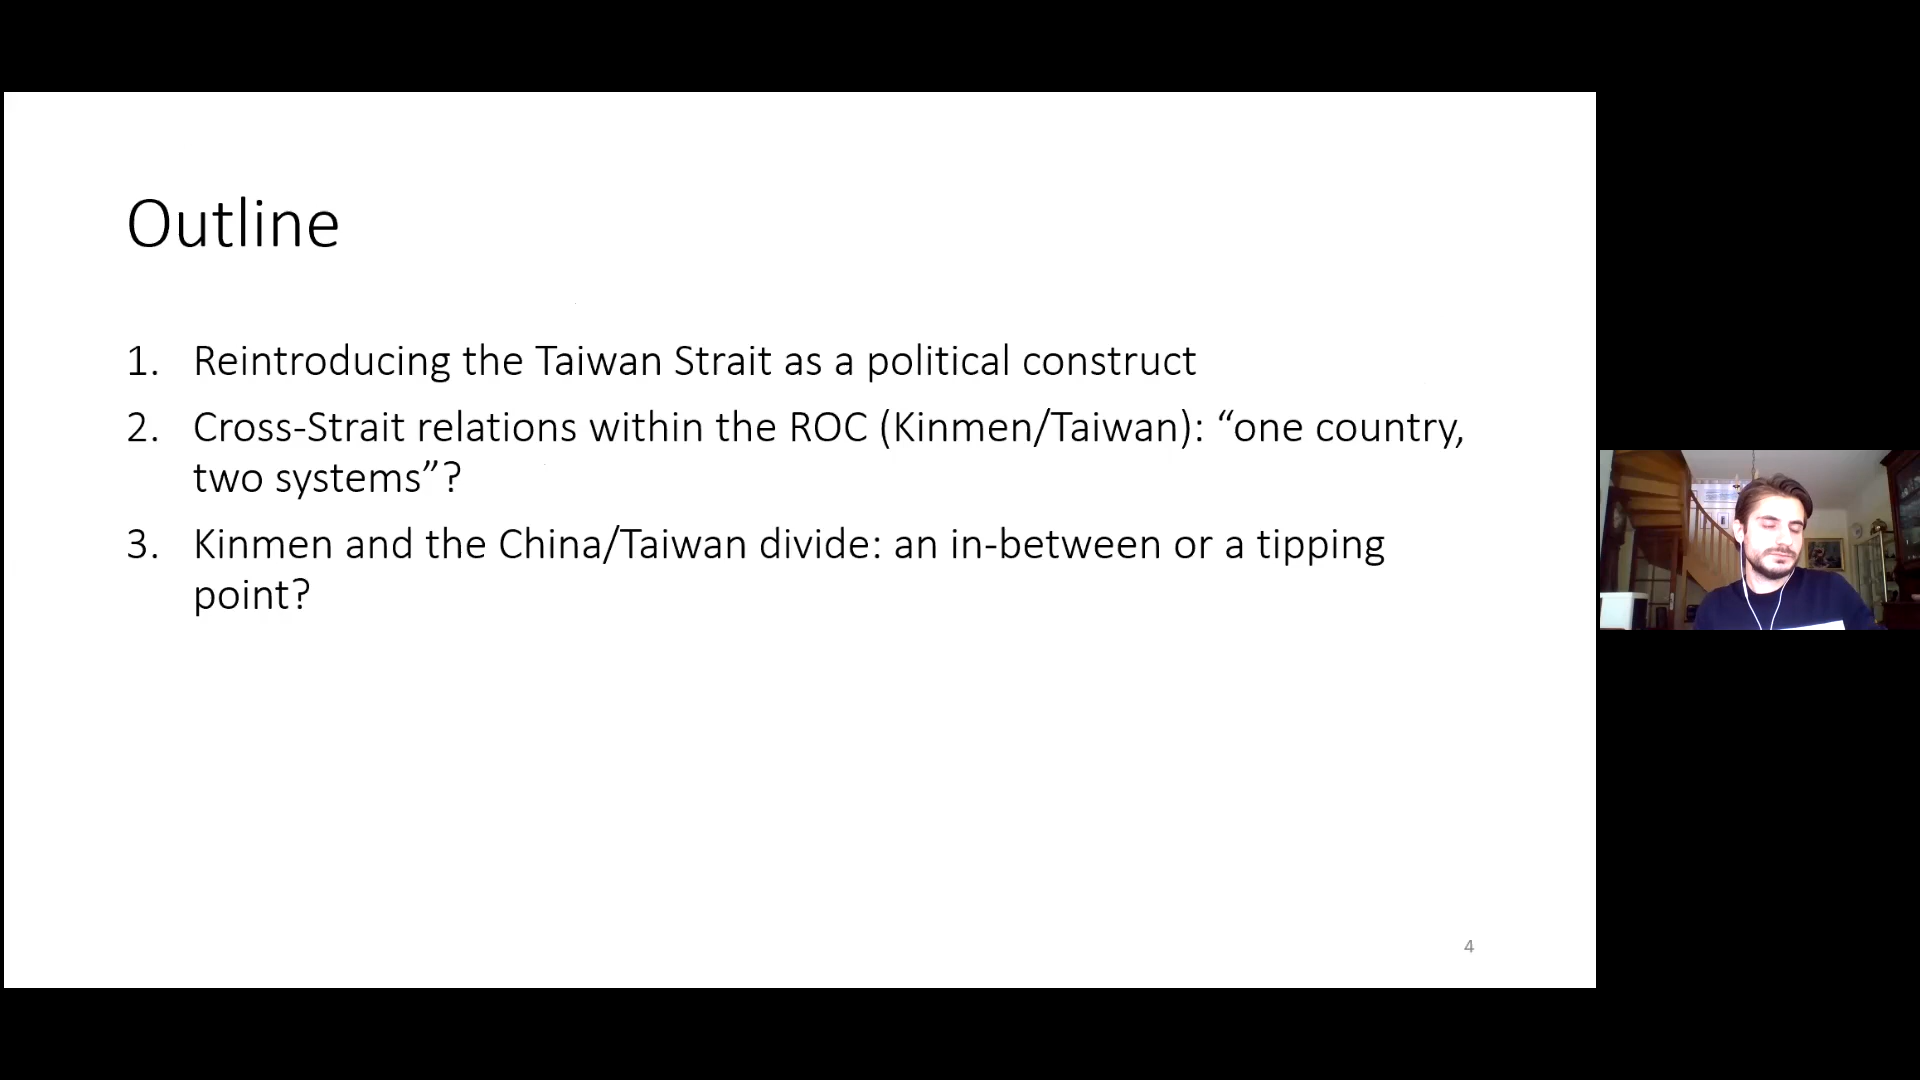 Outline
1. Reintroducing the Taiwan Strait as a political construct
2. Cross-Strait relations within the ROC (Kinmen/Taiwan): “one country,
two systems”?
3. Kinmen and the China/Taiwan divide: an in-between or a tipping
point?
4